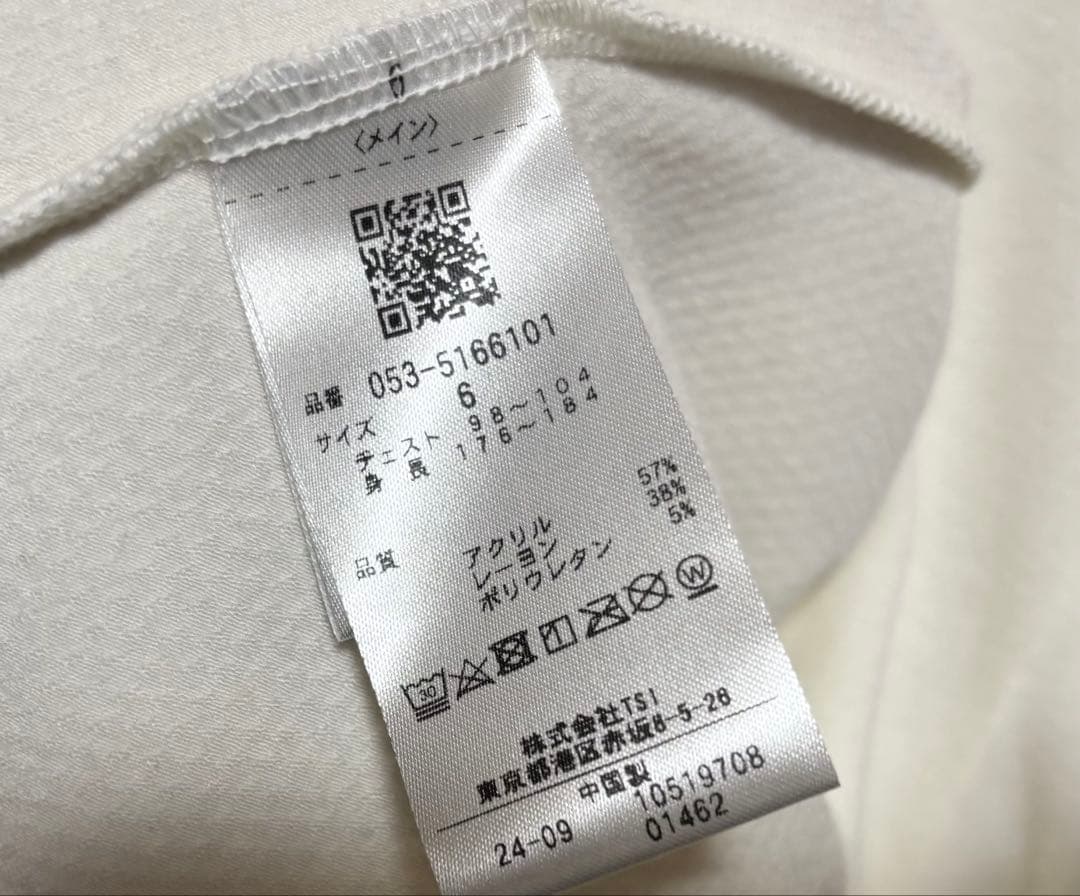 6
〈メイン〉
品番 053-5166101
サイズ 6
チェスト 98～104
身長 176～184
品質 アクリル 57%
レーヨン 38%
ポリウレタン 5%
30
W
株式会社TSI
東京都港区赤坂8-5-26
中国製
10519708
24-09 01462